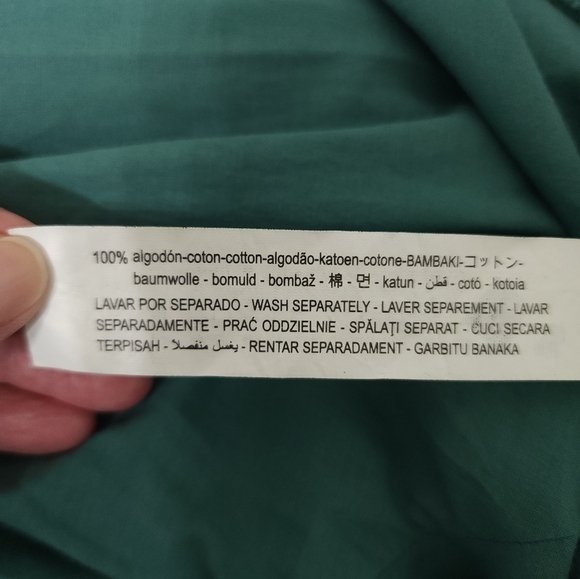 100% algodón-coton-cotton-algodão-katoen-cotone-BAMBAKI-コットン-
baumwolle - bomuld - bombaž - 棉 - 면 - katun - قطن - cotó - kotoia
LAVAR POR SEPARADO - WASH SEPARATELY - LAVER SEPAREMENT - LAVAR
SEPARADAMENTE - PRAĆ ODDZIELNIE - SPĂLAŢI SEPARAT - CUCI SECARA
TERPISAH - يغسل منفصلاً - RENTAR SEPARADAMENT - GARBITU BANAKA